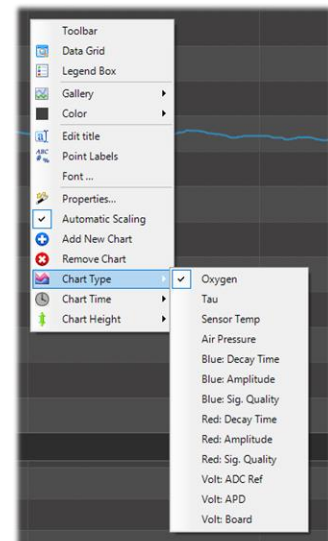 Toolbar
Data Grid
Legend Box
Gallery
Color
Edit title
Point Labels
Font ...
Properties...
Automatic Scaling
Add New Chart
Remove Chart
Chart Type
Chart Time
Chart Height
Oxygen
Tau
Sensor Temp
Air Pressure
Blue: Decay Time
Blue: Amplitude
Blue: Sig. Quality
Red: Decay Time
Red: Amplitude
Red: Sig. Quality
Volt: ADC Ref
Volt: APD
Volt: Board